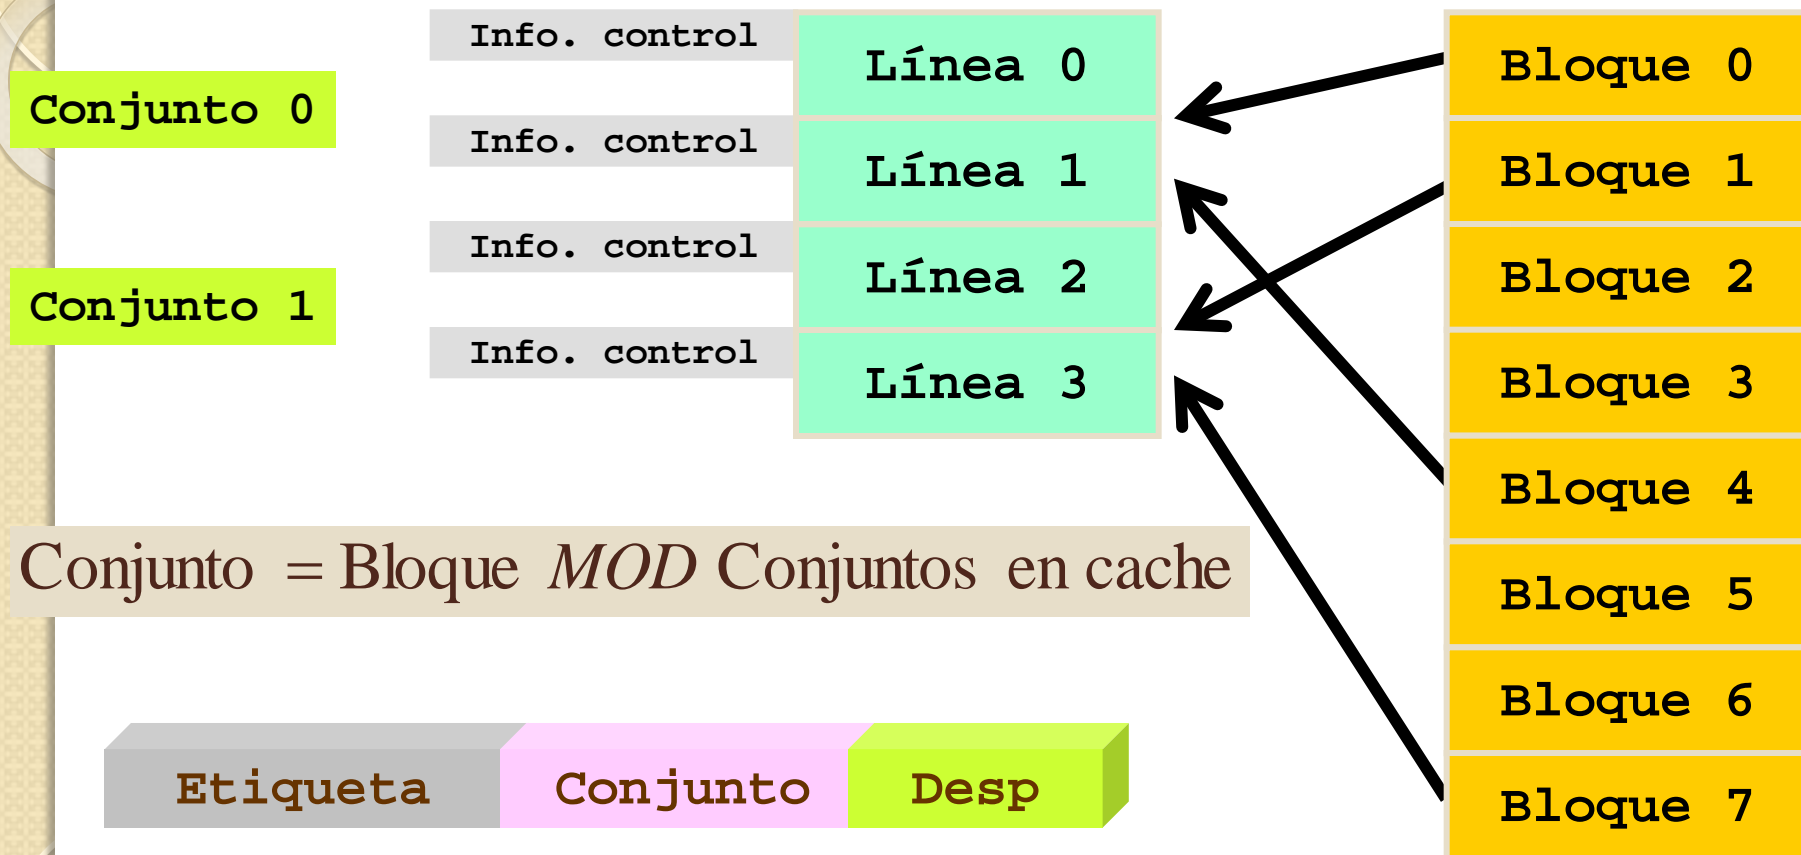 Info. control
Línea 0
Bloque 0
Conjunto 0
Info. control
Línea 1
Bloque 1
Info. control
Línea 2
Bloque 2
Conjunto 1
Info. control
Línea 3
Bloque 3
Bloque 4
Conjunto = Bloque MOD Conjuntos en cache
Bloque 5
Bloque 6
Etiqueta Conjunto Desp
Bloque 7